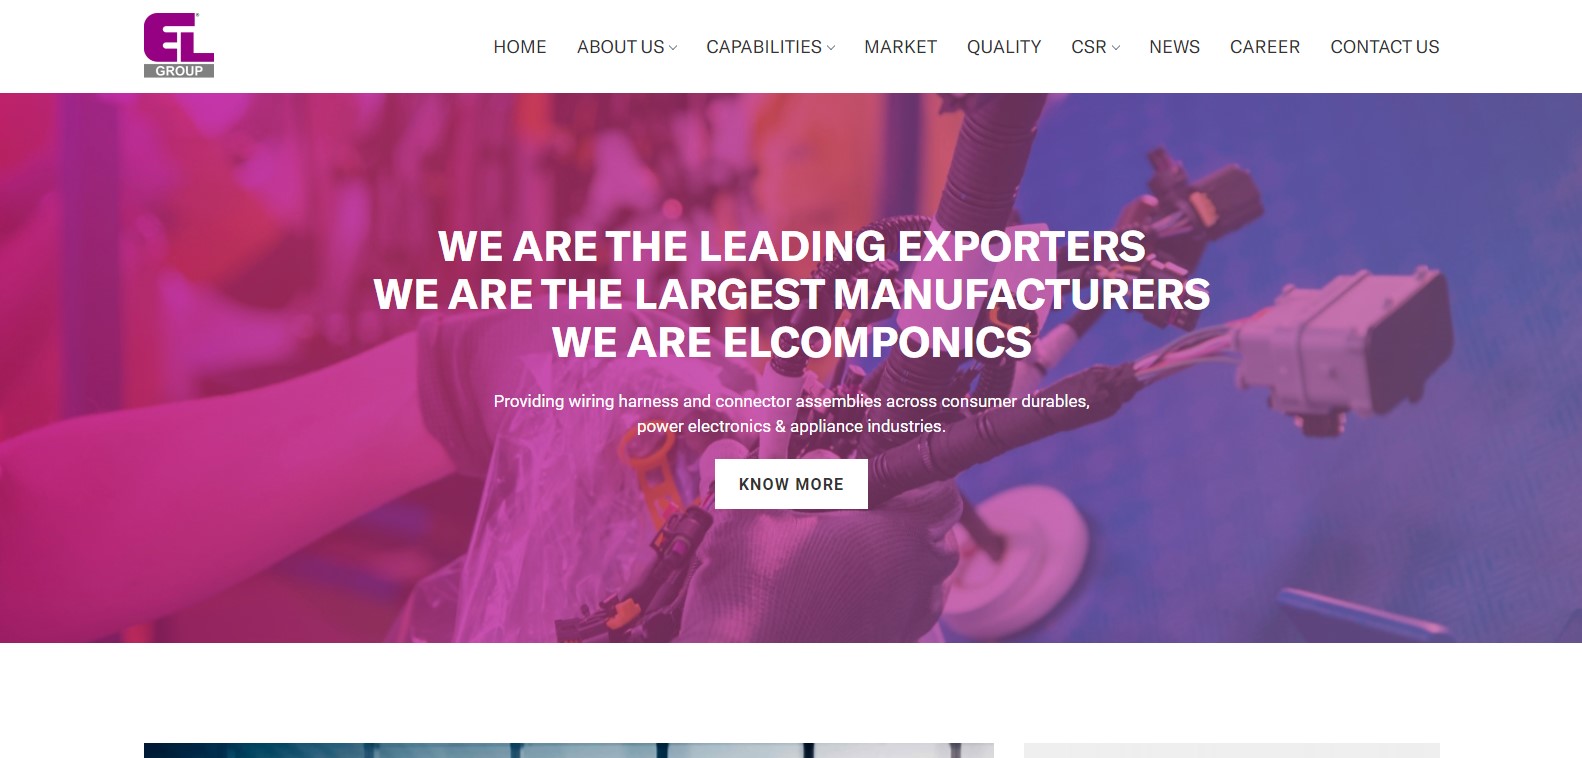 EL
GROUP
HOME ABOUT US CAPABILITIES MARKET QUALITY CSR NEWS CAREER CONTACT US
WE ARE THE LEADING EXPORTERS
WE ARE THE LARGEST MANUFACTURERS
WE ARE ELCOMPONICS
Providing wiring harness and connector assemblies across consumer durables,
power electronics & appliance industries.
KNOW MORE